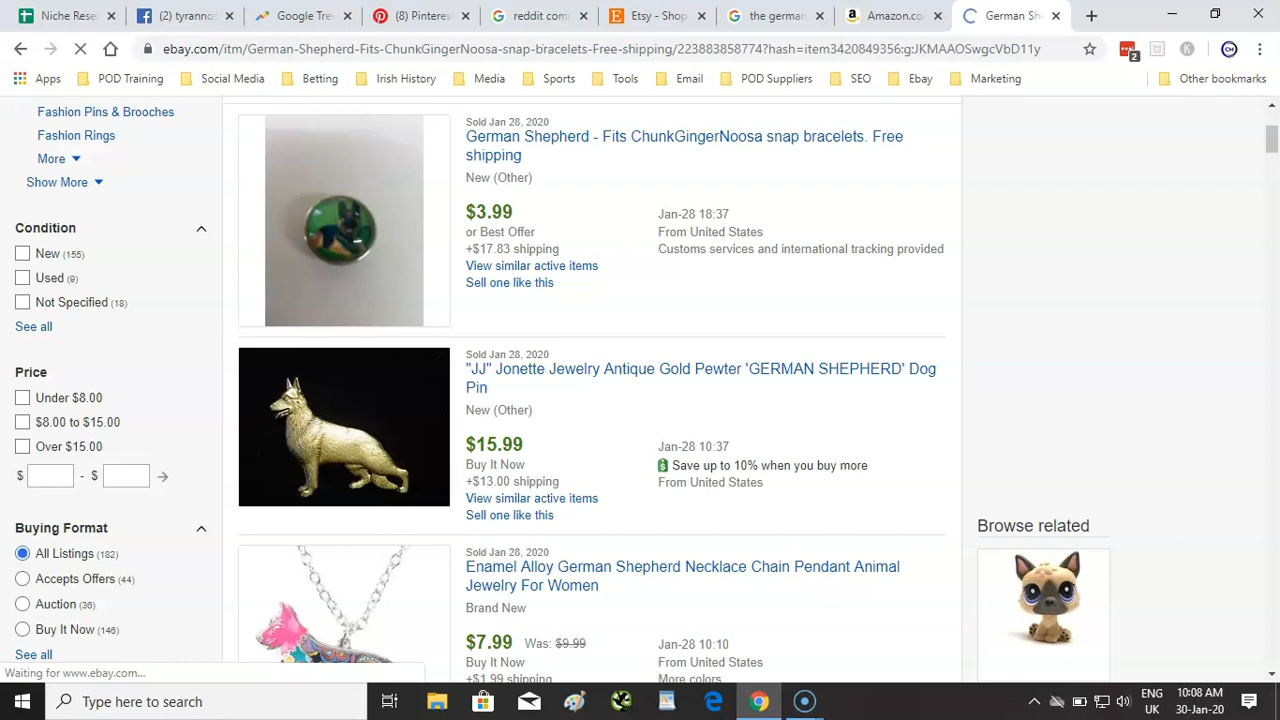 Niche Resea
(2) tyrannos
Google Tren
(8) Pinteres
reddit comm
Etsy - Shop
the german
Amazon.co
German She
ebay.com/itm/German-Shepherd-Fits-ChunkGingerNoosa-snap-bracelets-Free-shipping/223883858774?hash=item3420849356:g:JKMAAOSwgcVbD11y
2
CH
Apps
POD Training
Social Media
Betting
Irish History
Media
Sports
Tools
Email
POD Suppliers
SEO
Ebay
Marketing
Other bookmarks
Fashion Pins & Brooches
Fashion Rings
More
Show More
Condition
New (155)
Used (9)
Not Specified (18)
See all
Price
Under $8.00
$8.00 to $15.00
Over $15.00
$ - $
Buying Format
All Listings (182)
Accepts Offers (44)
Auction (36)
Buy It Now (146)
See all
Sold Jan 28, 2020
German Shepherd - Fits ChunkGingerNoosa snap bracelets. Free
shipping
New (Other)
$3.99
or Best Offer
+$17.83 shipping
View similar active items
Sell one like this
Jan-28 18:37
From United States
Customs services and international tracking provided
Sold Jan 28, 2020
"JJ" Jonette Jewelry Antique Gold Pewter 'GERMAN SHEPHERD' Dog
Pin
New (Other)
$15.99
Buy It Now
+$13.00 shipping
View similar active items
Sell one like this
Jan-28 10:37
Save up to 10% when you buy more
From United States
Sold Jan 28, 2020
Enamel Alloy German Shepherd Necklace Chain Pendant Animal
Jewelry For Women
Brand New
$7.99 Was: $9.99
Buy It Now
+$1.99 shipping
Jan-28 10:10
From United States
More colors
Browse related
Waiting for www.ebay.com...
Type here to search
ENG
UK
10:08 AM
30-Jan-20